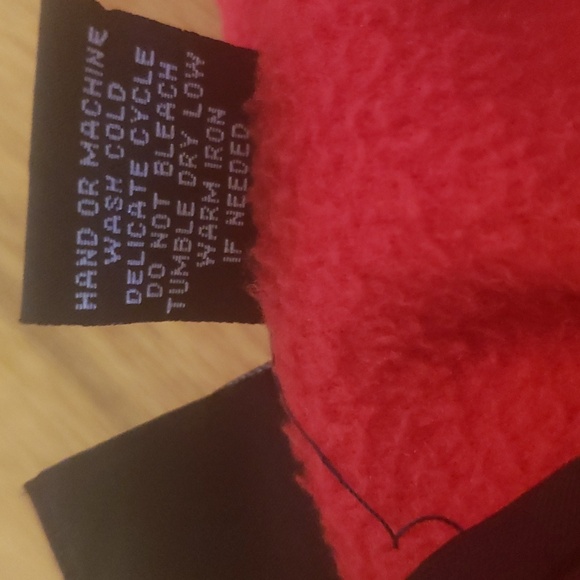 HAND OR MACHINE
WASH COLD
DELICATE CYCLE
DO NOT BLEACH
TUMBLE DRY LOW
WARM IRON
IF NEEDED